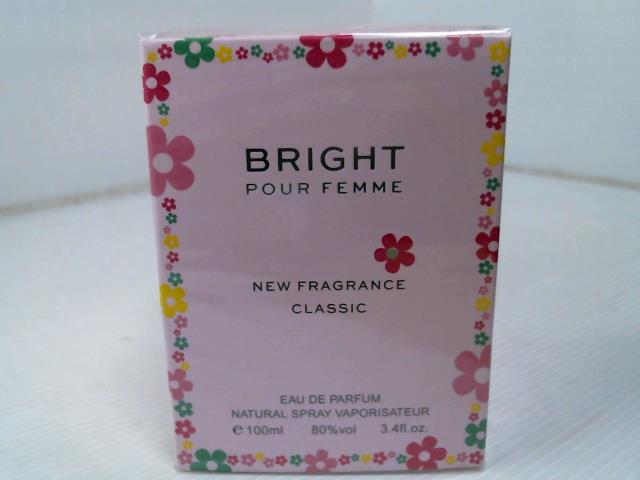 BRIGHT
POUR FEMME
NEW FRAGRANCE
CLASSIC
EAU DE PARFUM
NATURAL SPRAY VAPORISATEUR
℮ 100ml 80%vol 3.4fl.oz.